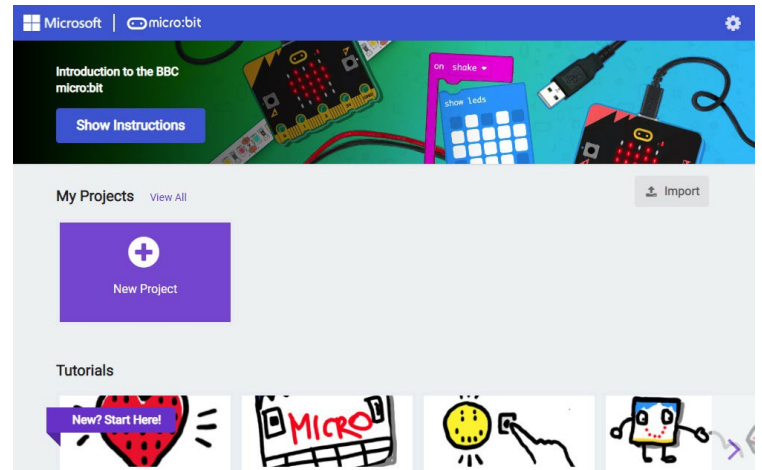 Microsoft
micro:bit
Introduction to the BBC
micro:bit
Show Instructions
on shake
show leds
My Projects View All
Import
New Project
Tutorials
New? Start Here!
MICRO